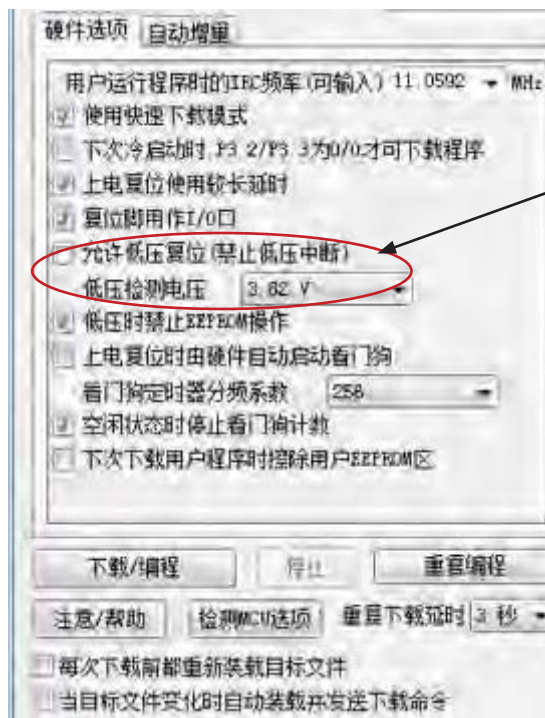 硬件选项 自动增量
用户运行程序时的IRC频率(可输入) 11.0592 MHz
使用快速下载模式
下次冷启动时,P3.2/P3.3为0/0才可下载程序
上电复位使用较长延时
复位脚用作I/O口
允许低压复位(禁止低压中断)
低压检测电压 3.82 V
低压时禁止EEPROM操作
上电复位时由硬件自动启动看门狗
看门狗定时器分频系数 256
空闲状态时停止看门狗计数
下次下载用户程序时擦除用户EEPROM区
下载/编程 停止 重复编程
注意/帮助 检测MCU选项 重复下载延时 3 秒
每次下载前都重新装载目标文件
当目标文件变化时自动装载并发送下载命令